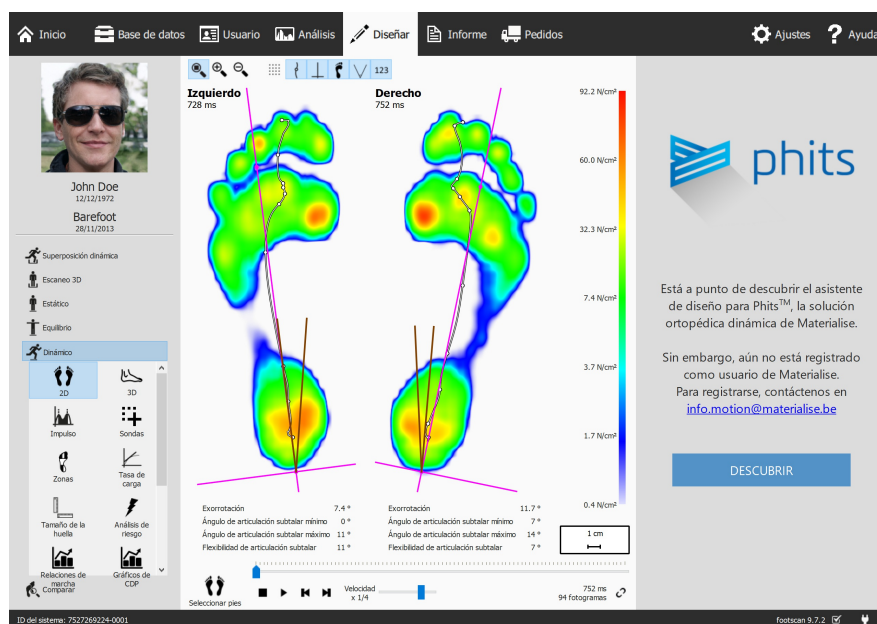 Inicio
Base de datos
Usuario
Análisis
Diseñar
Informe
Pedidos
Ajustes
Ayuda
John Doe
12/12/1972
Barefoot
28/11/2013
Superposición dinámica
Escaneo 3D
Estático
Equilibrio
Dinámico
2D
3D
Impulso
Sondas
Zonas
Tasa de
carga
Tamaño de la
huella
Análisis de
riesgo
Relaciones de
marcha
Gráficos de
CDP
Comparar
123
Izquierdo
728 ms
Derecho
752 ms
92.2 N/cm²
60.0 N/cm²
32.3 N/cm²
7.4 N/cm²
3.7 N/cm²
1.7 N/cm²
0.4 N/cm²
Exorrotación 7.4 °
Ángulo de articulación subtalar mínimo 0 °
Ángulo de articulación subtalar máximo 11 °
Flexibilidad de articulación subtalar 11 °
Exorrotación 11.7 °
Ángulo de articulación subtalar mínimo 7 °
Ángulo de articulación subtalar máximo 14 °
Flexibilidad de articulación subtalar 7 °
1 cm
Seleccionar pies
Velocidad
x 1/4
752 ms
94 fotogramas
phits
Está a punto de descubrir el asistente
de diseño para Phits™, la solución
ortopédica dinámica de Materialise.
Sin embargo, aún no está registrado
como usuario de Materialise.
Para registrarse, contáctenos en
info.motion@materialise.be
DESCUBRIR
ID del sistema: 7527269224-0001
footscan 9.7.2